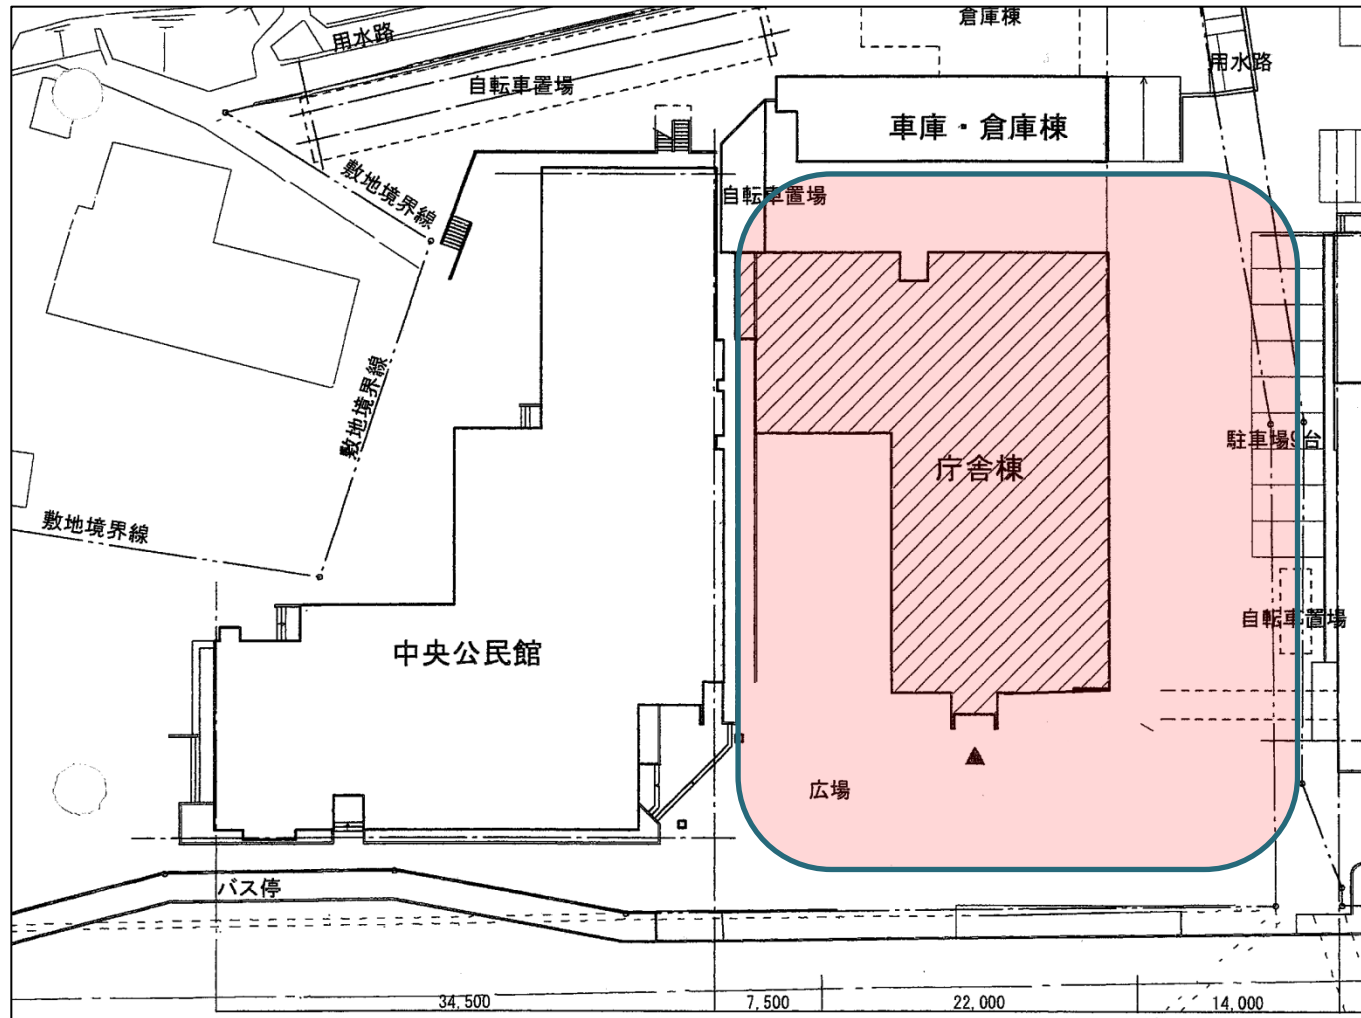 倉庫棟
用水路
用水路
自転車置場
車庫・倉庫棟
敷地境界線
自転車置場
敷地境界線
駐車場9台
庁舎棟
敷地境界線
自転車置場
中央公民館
広場
バス停
34,500
7,500
22,000
14,000